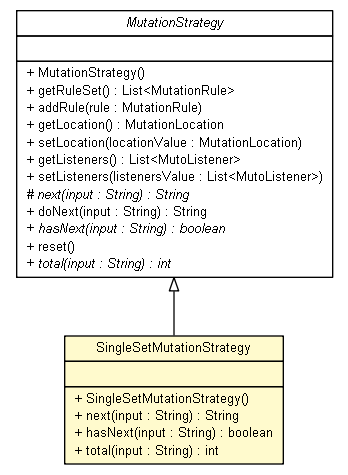 MutationStrategy
+ MutationStrategy()
+ getRuleSet() : List<MutationRule>
+ addRule(rule : MutationRule)
+ getLocation() : MutationLocation
+ setLocation(locationValue : MutationLocation)
+ getListeners() : List<MutoListener>
+ setListeners(listenersValue : List<MutoListener>)
# next(input : String) : String
+ doNext(input : String) : String
+ hasNext(input : String) : boolean
+ reset()
+ total(input : String) : int
SingleSetMutationStrategy
+ SingleSetMutationStrategy()
+ next(input : String) : String
+ hasNext(input : String) : boolean
+ total(input : String) : int